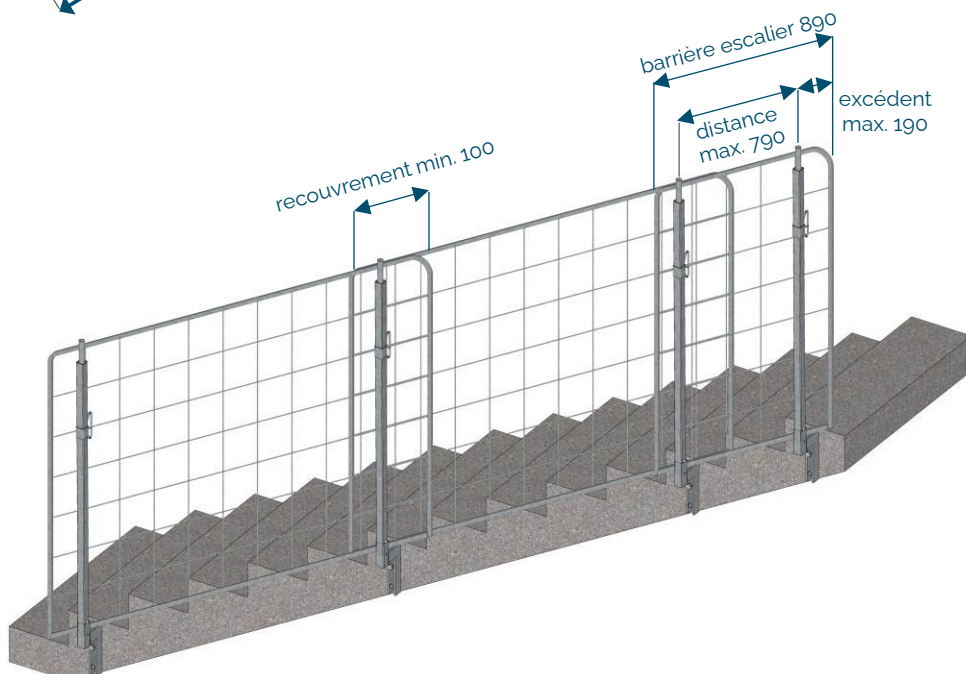 barrière escalier 890
excédent
max. 190
distance
max. 790
recouvrement min. 100